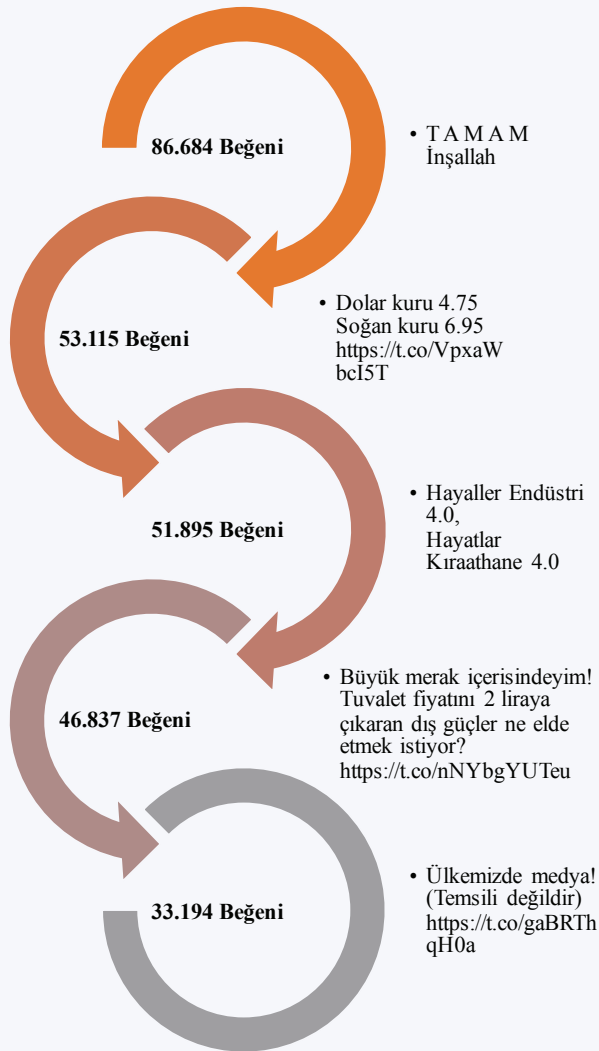 86.684 Beğeni
• T A M A M
İnşallah
53.115 Beğeni
• Dolar kuru 4.75
Soğan kuru 6.95
https://t.co/VpxaW
bcI5T
51.895 Beğeni
• Hayaller Endüstri
4.0,
Hayatlar
Kıraathane 4.0
46.837 Beğeni
• Büyük merak içerisindeyim!
Tuvalet fiyatını 2 liraya
çıkaran dış güçler ne elde
etmek istiyor?
https://t.co/nNYbgYUTeu
33.194 Beğeni
• Ülkemizde medya!
(Temsili değildir)
https://t.co/gaBRTh
qH0a